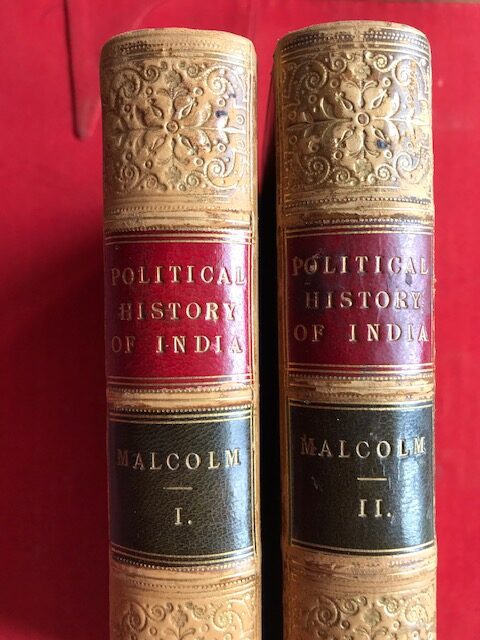 POLITICAL
HISTORY
OF INDIA
MALCOLM
I.
POLITICAL
HISTORY
OF INDIA
MALCOLM
II.